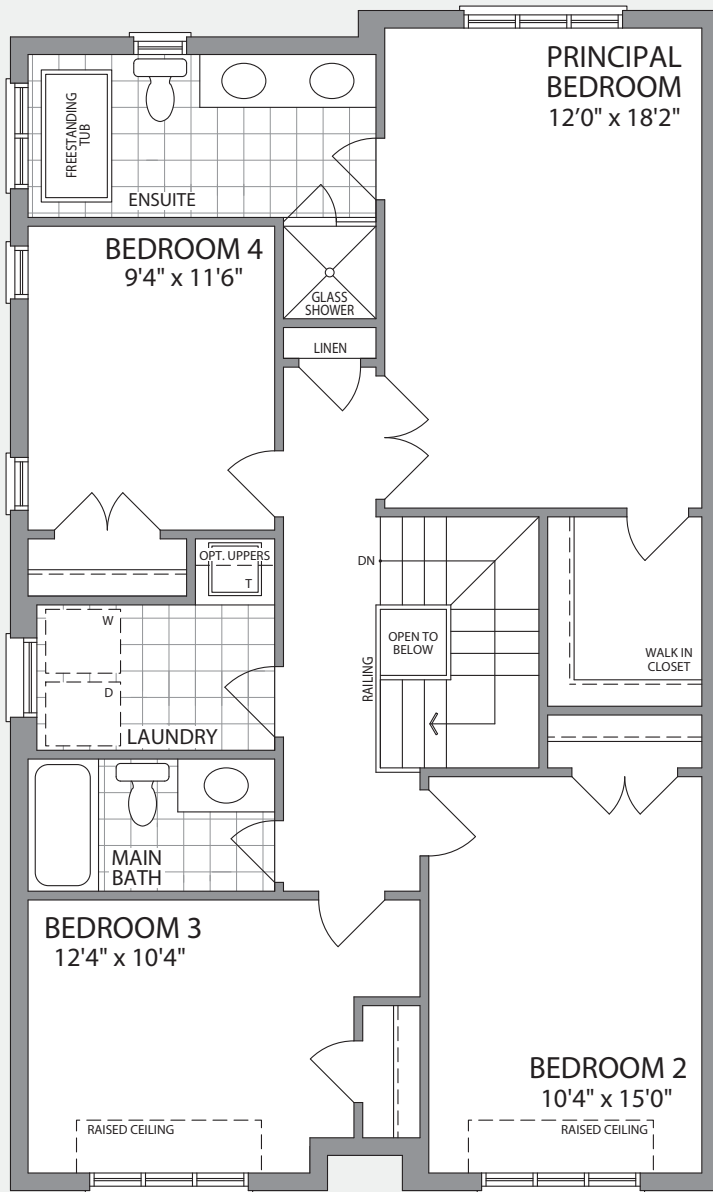 PRINCIPAL
BEDROOM
12'0" x 18'2"
FREESTANDING
TUB
ENSUITE
BEDROOM 4
9'4" x 11'6"
GLASS
SHOWER
LINEN
OPT. UPPERS
T
DN
W
OPEN TO
BELOW
RAILING
WALK IN
CLOSET
D
LAUNDRY
MAIN
BATH
BEDROOM 3
12'4" x 10'4"
BEDROOM 2
10'4" x 15'0"
RAISED CEILING
RAISED CEILING